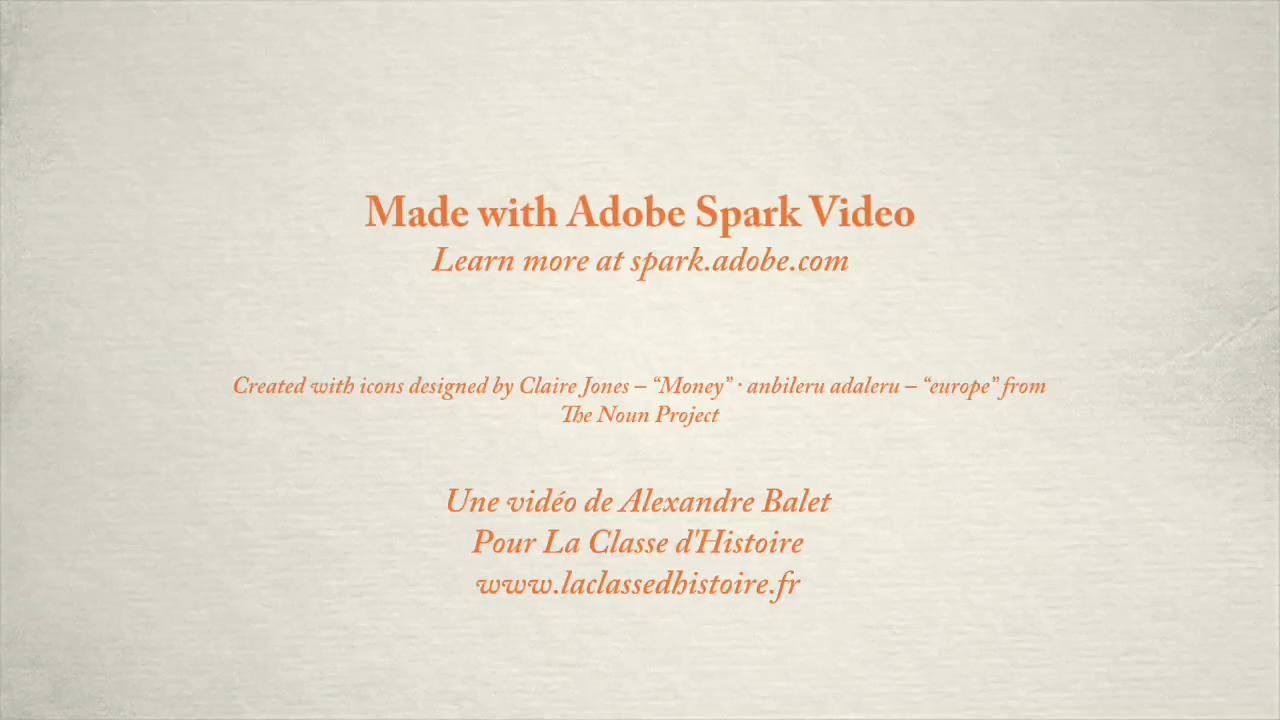 Made with Adobe Spark Video
Learn more at spark.adobe.com
Created with icons designed by Claire Jones – “Money” · anbileru adaleru – “europe” from
The Noun Project
Une vidéo de Alexandre Balet
Pour La Classe d'Histoire
www.laclassedhistoire.fr